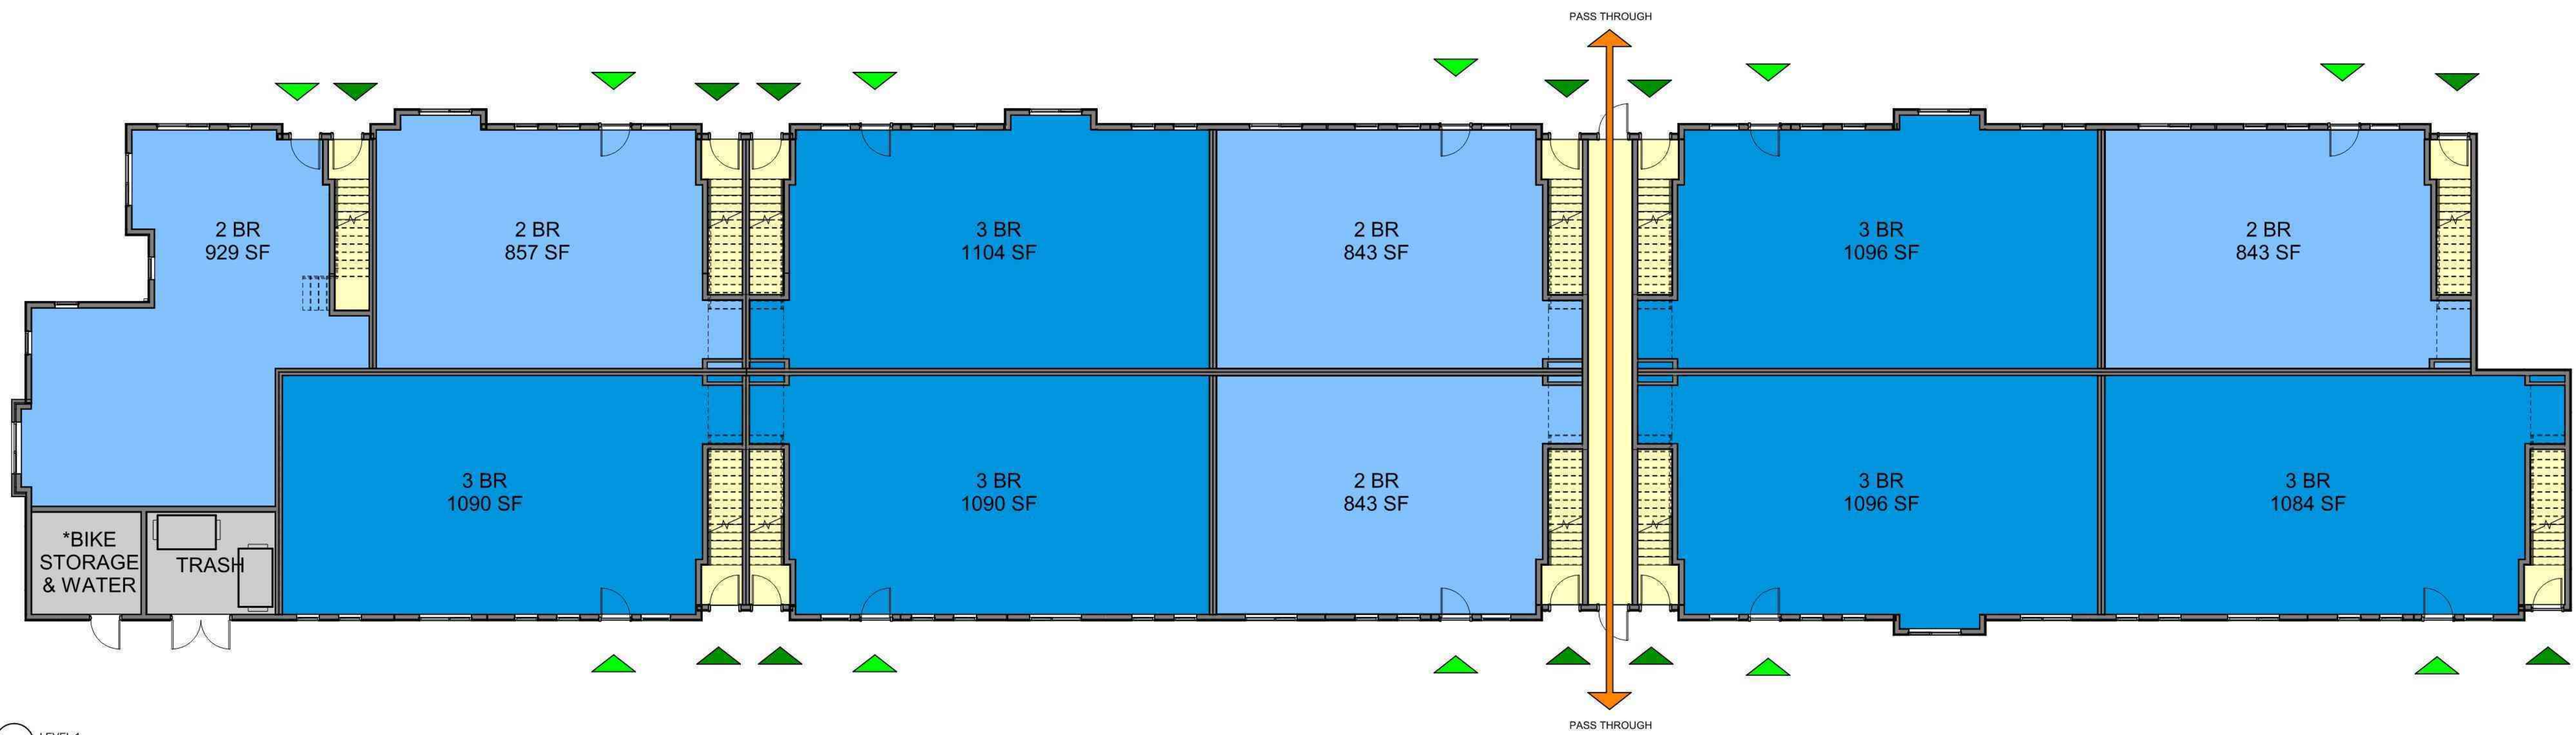 PASS THROUGH
2 BR
929 SF
2 BR
857 SF
3 BR
1104 SF
2 BR
843 SF
3 BR
1096 SF
2 BR
843 SF
3 BR
1090 SF
3 BR
1090 SF
2 BR
843 SF
3 BR
1096 SF
3 BR
1084 SF
*BIKE
STORAGE
& WATER
TRASH
PASS THROUGH
LEVEL 1